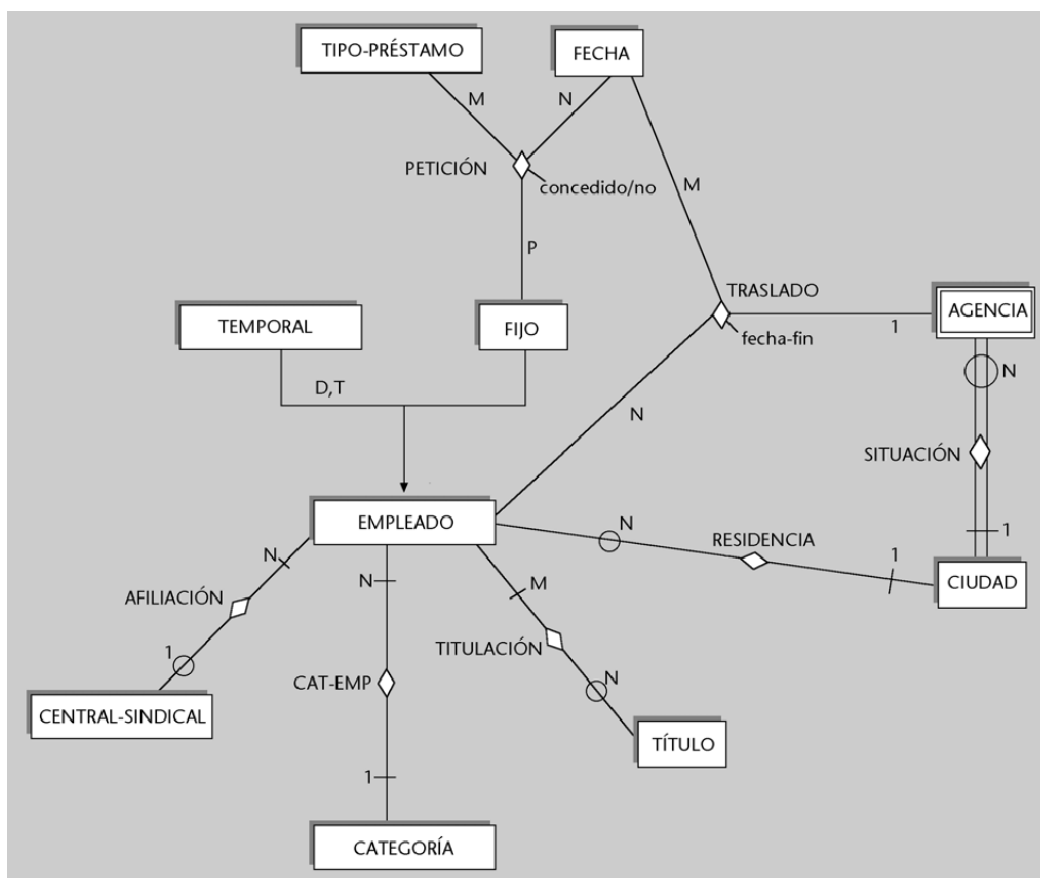 TIPO-PRÉSTAMO
FECHA
M
N
PETICIÓN
concedido/no
M
P
TRASLADO
AGENCIA
TEMPORAL
FIJO
1
fecha-fin
N
D,T
N
SITUACIÓN
EMPLEADO
N
RESIDENCIA
1
1
CIUDAD
N
N
M
AFILIACIÓN
TITULACIÓN
1
CAT-EMP
N
CENTRAL-SINDICAL
TÍTULO
1
CATEGORÍA